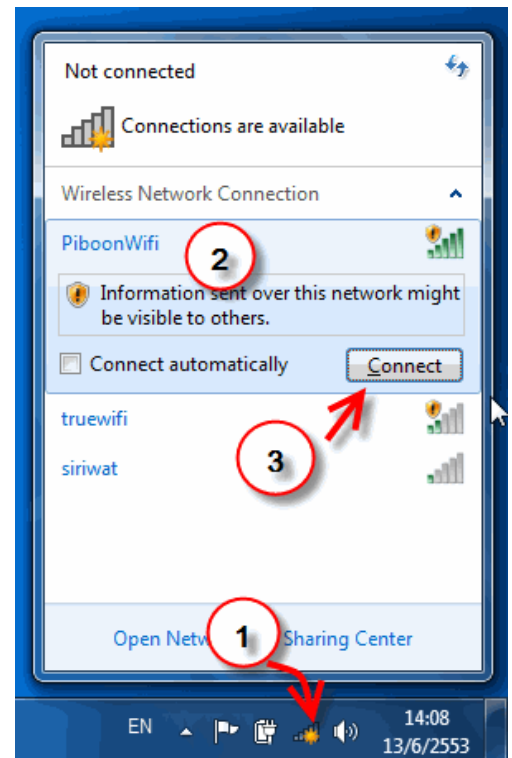 Not connected
Connections are available
Wireless Network Connection
PiboonWifi
2
Information sent over this network might
be visible to others.
Connect automatically
Connect
truewifi
3
siriwat
1
Open Netw Sharing Center
EN
14:08
13/6/2553